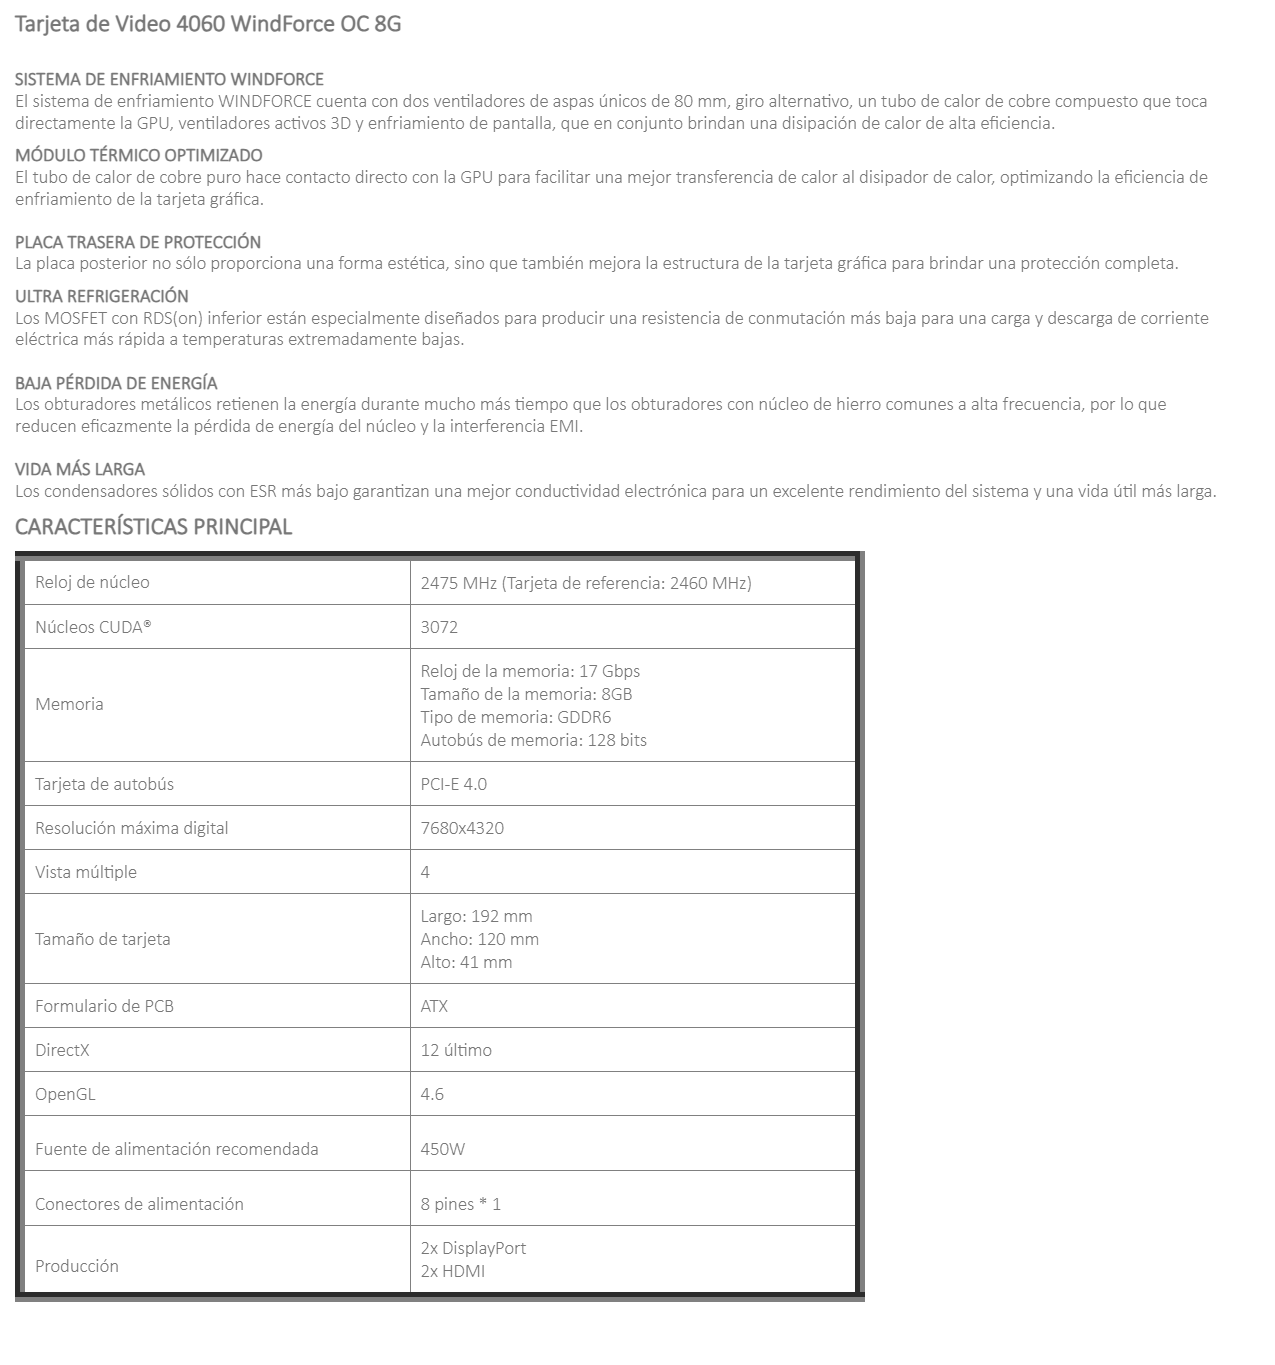 Tarjeta de Video 4060 WindForce OC 8G
SISTEMA DE ENFRIAMIENTO WINDFORCE
El sistema de enfriamiento WINDFORCE cuenta con dos ventiladores de aspas únicos de 80 mm, giro alternativo, un tubo de calor de cobre compuesto que toca
directamente la GPU, ventiladores activos 3D y enfriamiento de pantalla, que en conjunto brindan una disipación de calor de alta eficiencia.
MÓDULO TÉRMICO OPTIMIZADO
El tubo de calor de cobre puro hace contacto directo con la GPU para facilitar una mejor transferencia de calor al disipador de calor, optimizando la eficiencia de
enfriamiento de la tarjeta gráfica.
PLACA TRASERA DE PROTECCIÓN
La placa posterior no sólo proporciona una forma estética, sino que también mejora la estructura de la tarjeta gráfica para brindar una protección completa.
ULTRA REFRIGERACIÓN
Los MOSFET con RDS(on) inferior están especialmente diseñados para producir una resistencia de conmutación más baja para una carga y descarga de corriente
eléctrica más rápida a temperaturas extremadamente bajas.
BAJA PÉRDIDA DE ENERGÍA
Los obturadores metálicos retienen la energía durante mucho más tiempo que los obturadores con núcleo de hierro comunes a alta frecuencia, por lo que
reducen eficazmente la pérdida de energía del núcleo y la interferencia EMI.
VIDA MÁS LARGA
Los condensadores sólidos con ESR más bajo garantizan una mejor conductividad electrónica para un excelente rendimiento del sistema y una vida útil más larga.
CARACTERÍSTICAS PRINCIPAL
Reloj de núcleo
2475 MHz (Tarjeta de referencia: 2460 MHz)
Núcleos CUDA®
3072
Memoria
Reloj de la memoria: 17 Gbps
Tamaño de la memoria: 8GB
Tipo de memoria: GDDR6
Autobús de memoria: 128 bits
Tarjeta de autobús
PCI-E 4.0
Resolución máxima digital
7680x4320
Vista múltiple
4
Tamaño de tarjeta
Largo: 192 mm
Ancho: 120 mm
Alto: 41 mm
Formulario de PCB
ATX
DirectX
12 último
OpenGL
4.6
Fuente de alimentación recomendada
450W
Conectores de alimentación
8 pines * 1
Producción
2x DisplayPort
2x HDMI